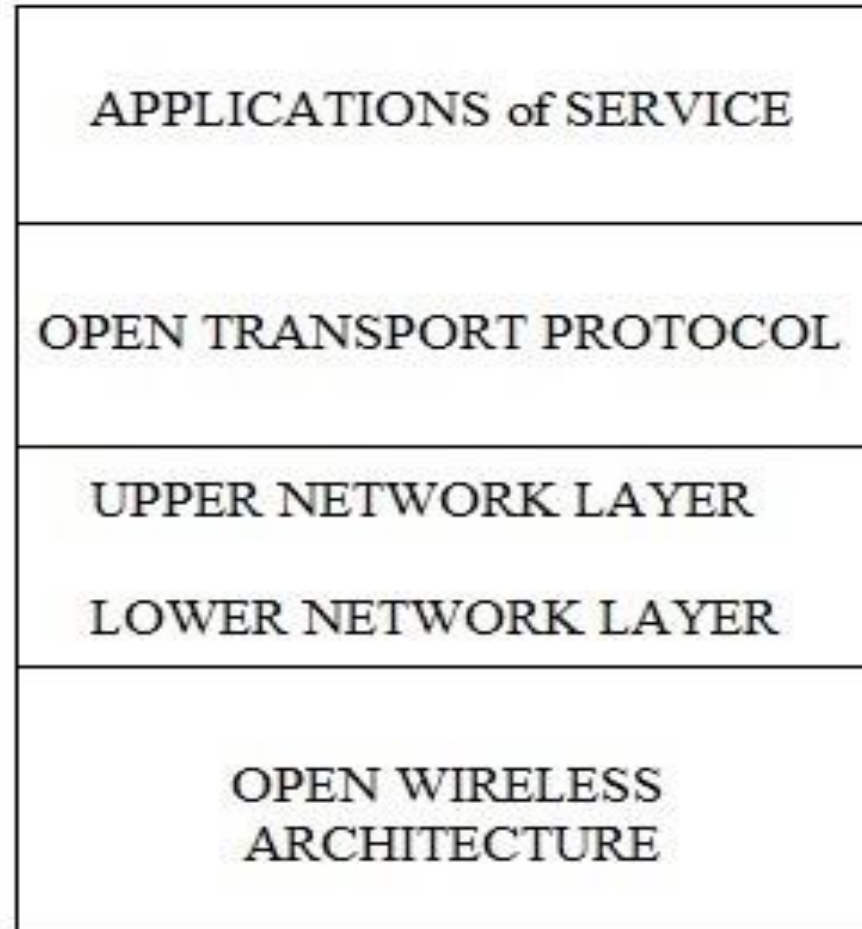 APPLICATIONS of SERVICE
OPEN TRANSPORT PROTOCOL
UPPER NETWORK LAYER
LOWER NETWORK LAYER
OPEN WIRELESS
ARCHITECTURE